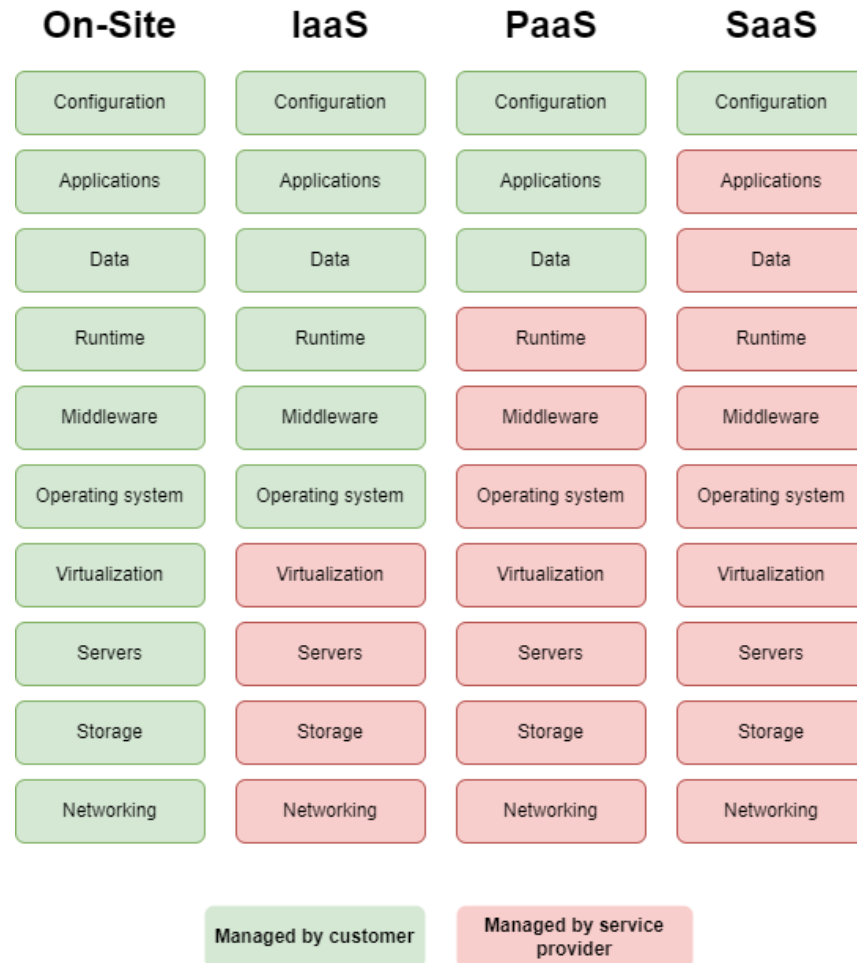 On-Site IaaS PaaS SaaS
Configuration Configuration Configuration Configuration
Applications Applications Applications Applications
Data Data Data Data
Runtime Runtime Runtime Runtime
Middleware Middleware Middleware Middleware
Operating system Operating system Operating system Operating system
Virtualization Virtualization Virtualization Virtualization
Servers Servers Servers Servers
Storage Storage Storage Storage
Networking Networking Networking Networking
Managed by customer
Managed by service
provider